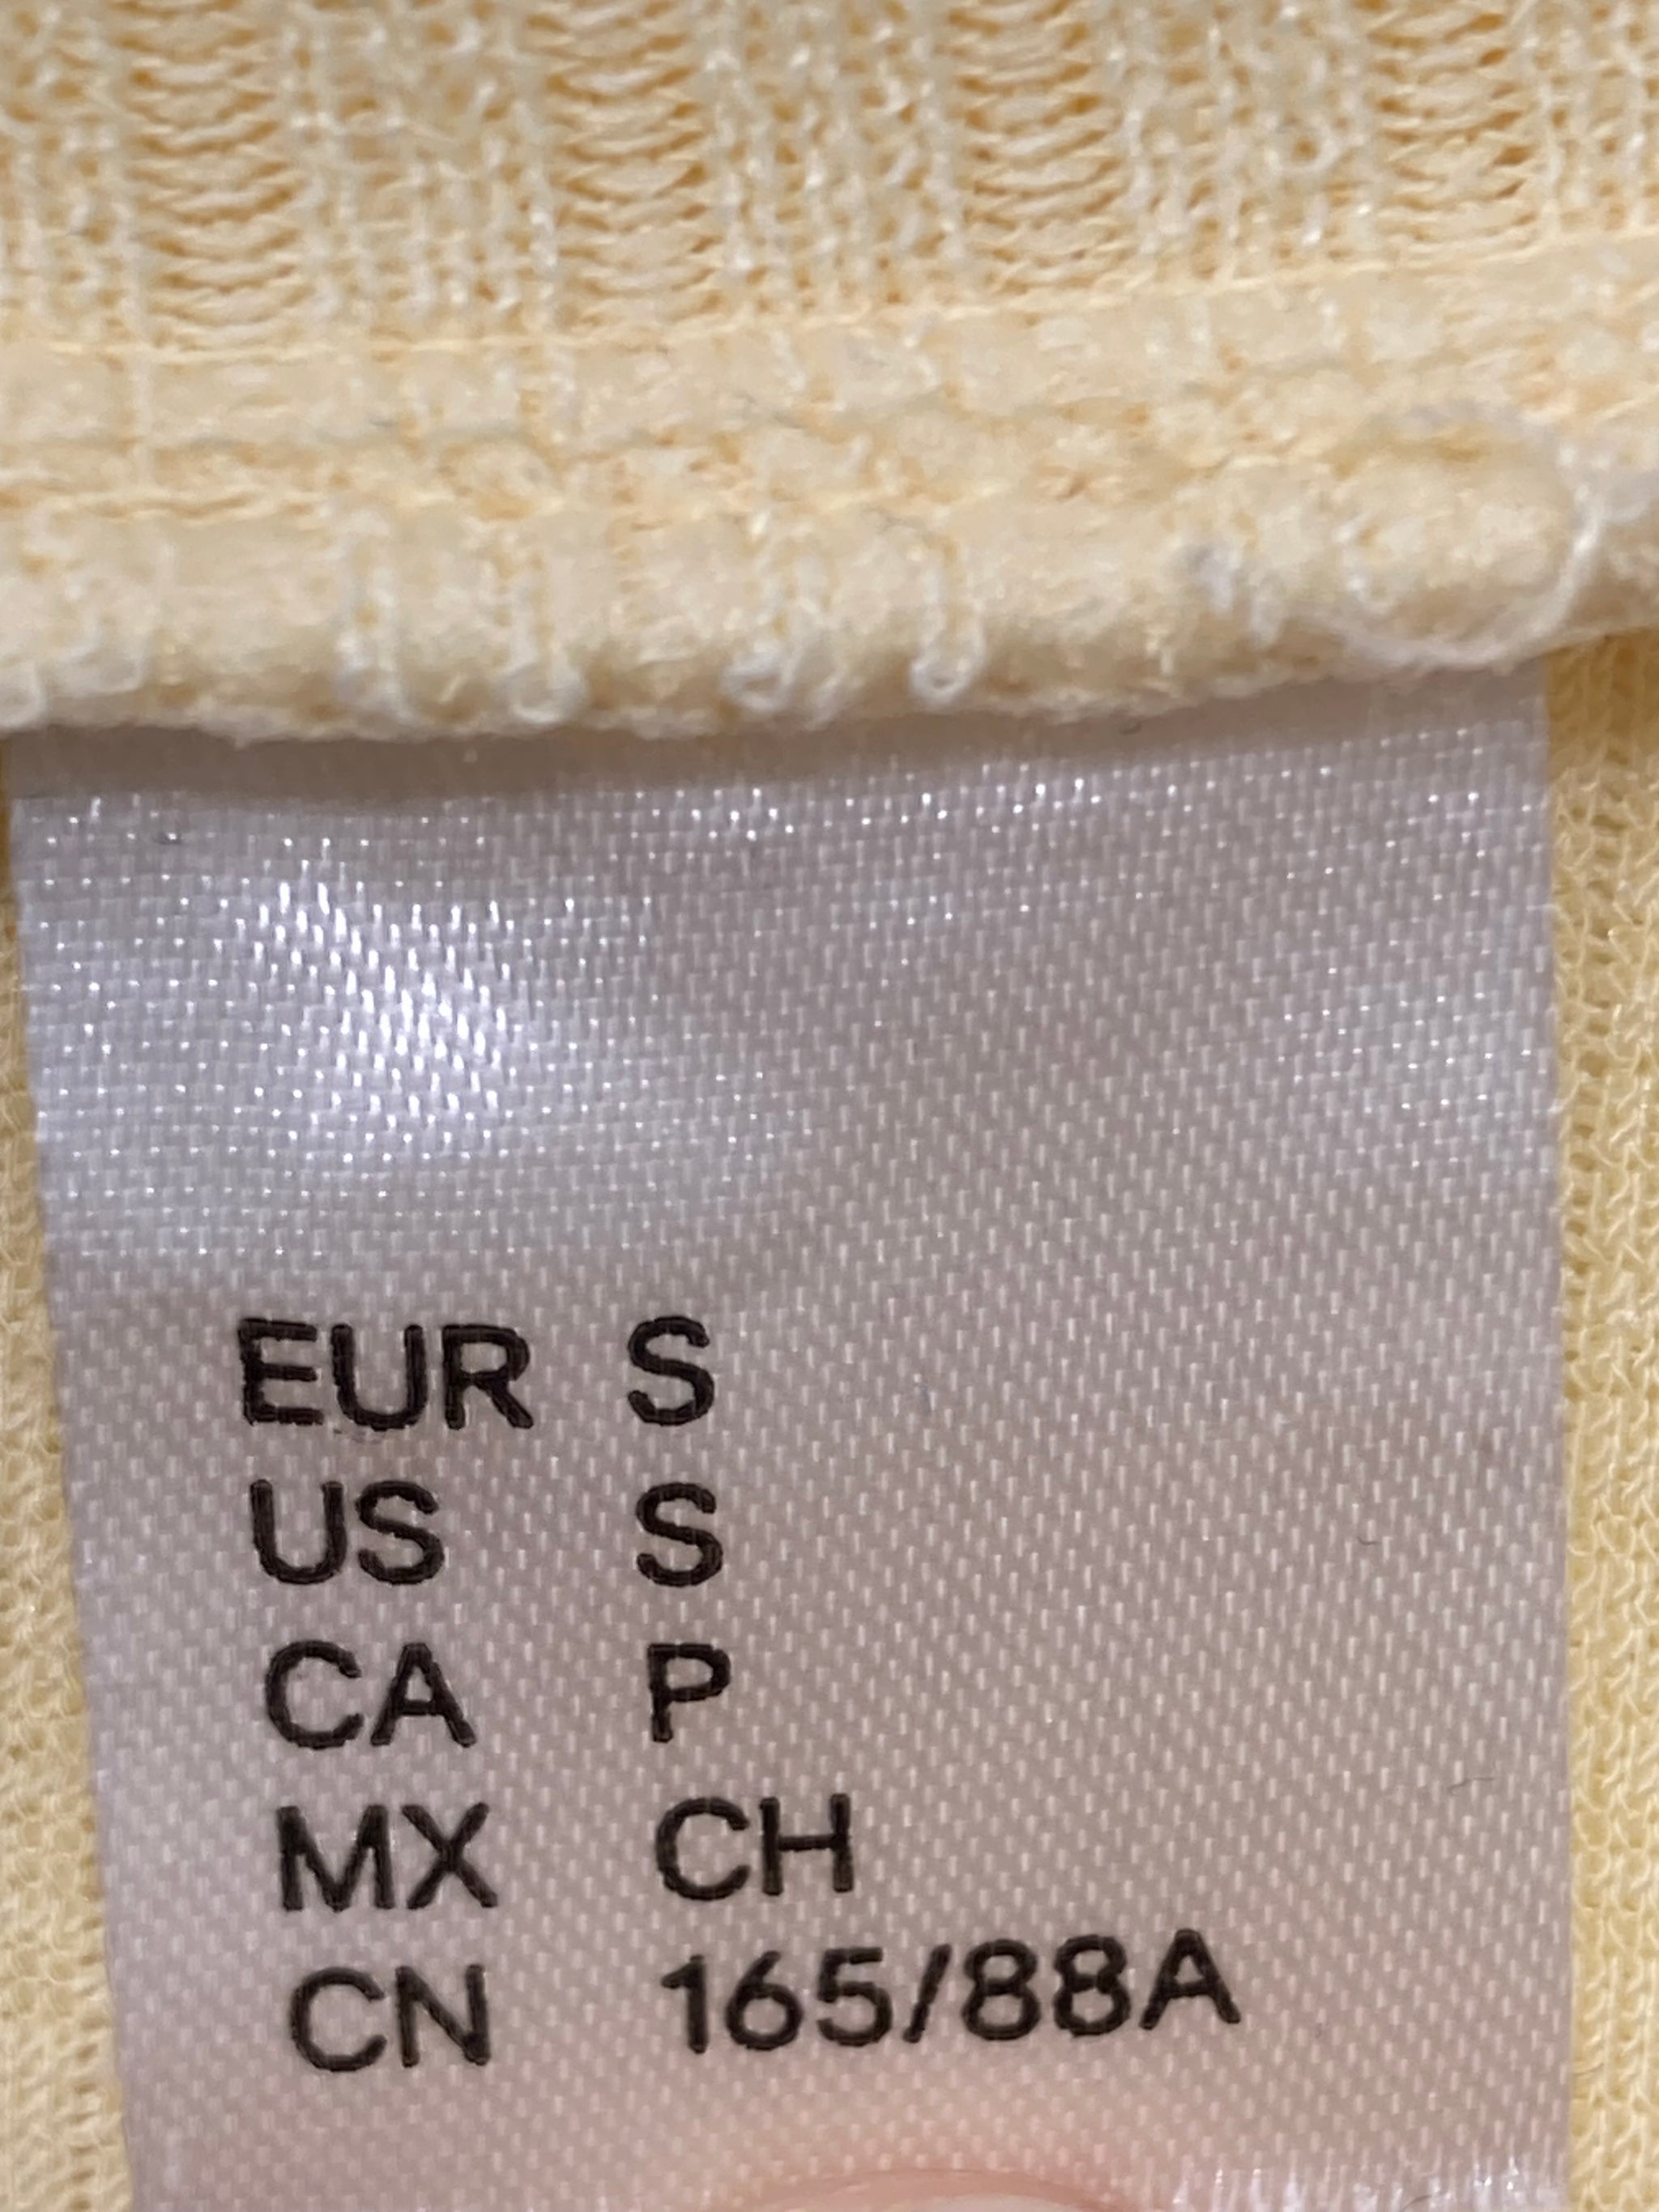 EUR S
US S
CA P
MX CH
CN 165/88A